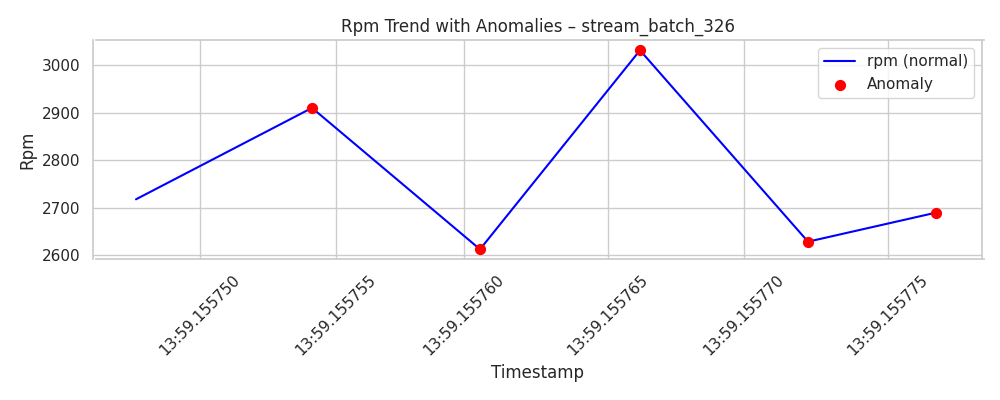 Rpm Trend with Anomalies – stream_batch_326
rpm (normal)
Anomaly
Rpm
3000
2900
2800
2700
2600
13:59.155750
13:59.155755
13:59.155760
13:59.155765
13:59.155770
13:59.155775
Timestamp